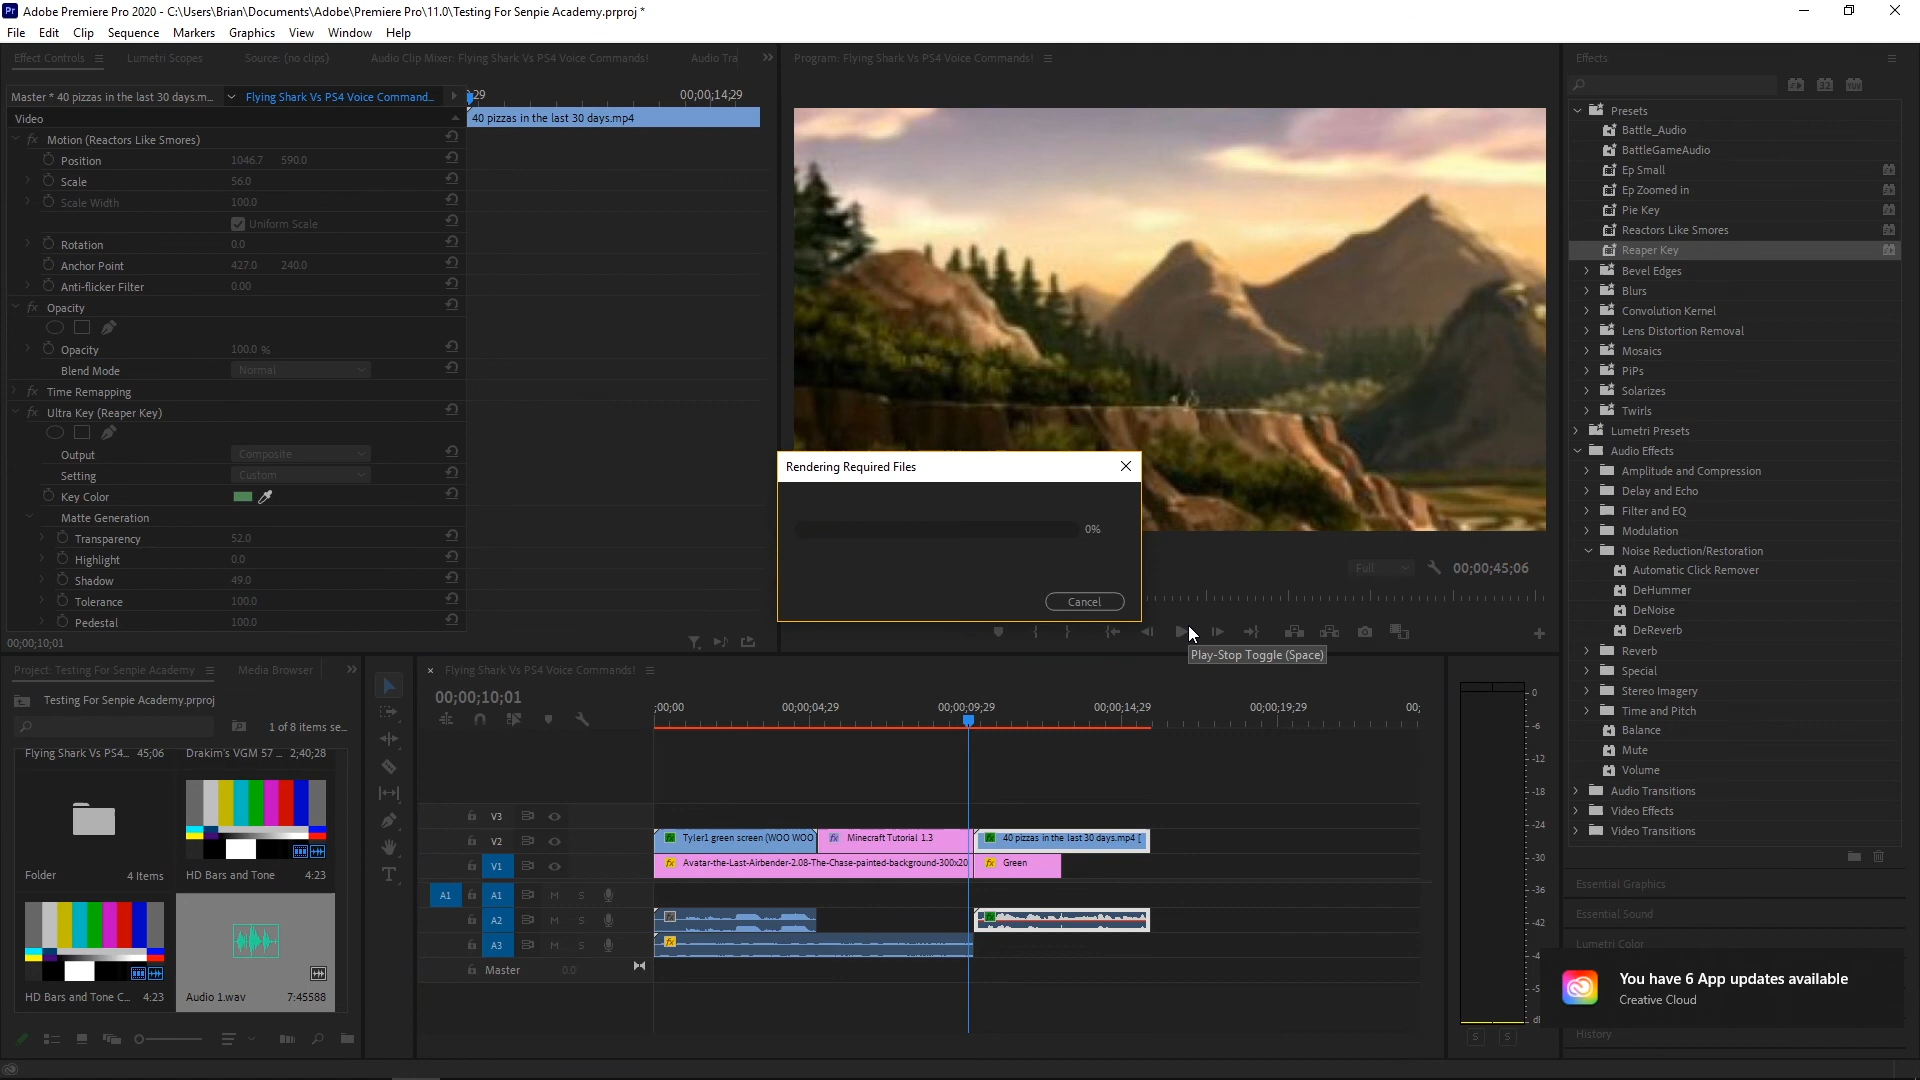 Adobe Premiere Pro 2020 - C:\Users\Brian\Documents\Adobe\Premiere Pro\11.0\Testing For Senpie Academy.prproj *
File Edit Clip Sequence Markers Graphics View Window Help
Effect Controls Lumetri Scopes Source: (no clips) Audio Clip Mixer: Flying Shark Vs PS4 Voice Commands! Audio Tra
Program: Flying Shark Vs PS4 Voice Commands!
Effects
Master * 40 pizzas in the last 30 days.m... Flying Shark Vs PS4 Voice Command...
;29 00;00;14;29
Video
40 pizzas in the last 30 days.mp4
Motion (Reactors Like Smores)
Position 1046.7 590.0
Scale 56.0
Scale Width 100.0
Uniform Scale
Rotation 0.0
Anchor Point 427.0 240.0
Anti-flicker Filter 0.00
Opacity
Opacity 100.0 %
Blend Mode Normal
Time Remapping
Ultra Key (Reaper Key)
Output Composite
Setting Custom
Key Color
Matte Generation
Transparency 52.0
Highlight 0.0
Shadow 49.0
Tolerance 100.0
Pedestal 100.0
00;00;10;01
Rendering Required Files
0%
Cancel
Full 00;00;45;06
Play-Stop Toggle (Space)
Presets
Battle_Audio
BattleGameAudio
Ep Small
Ep Zoomed in
Pie Key
Reactors Like Smores
Reaper Key
Bevel Edges
Blurs
Convolution Kernel
Lens Distortion Removal
Mosaics
PiPs
Solarizes
Twirls
Lumetri Presets
Audio Effects
Amplitude and Compression
Delay and Echo
Filter and EQ
Modulation
Noise Reduction/Restoration
Automatic Click Remover
DeHummer
DeNoise
DeReverb
Reverb
Special
Stereo Imagery
Time and Pitch
Balance
Mute
Volume
Audio Transitions
Video Effects
Video Transitions
Essential Graphics
Essential Sound
Lumetri Color
History
Project: Testing For Senpie Academy Media Browser
Testing For Senpie Academy.prproj
1 of 8 items se...
Flying Shark Vs PS4... 45;06
Drakim's VGM 57 ... 2;40;28
Folder 4 Items
HD Bars and Tone 4:23
HD Bars and Tone C... 4:23
Audio 1.wav 7:45588
Flying Shark Vs PS4 Voice Commands!
00;00;10;01
;00;00 00;00;04;29 00;00;09;29 00;00;14;29 00;00;19;29 00;
V3
V2
Tyler1 green screen (WOO WOO
Minecraft Tutorial 1.3
40 pizzas in the last 30 days.mp4 [
V1
Avatar-the-Last-Airbender-2.08-The-Chase-painted-background-300x20
Green
A1 A1 M S
A2 M S
A3 M S
Master 0.0
0
-6
-12
-18
-24
-30
-36
-42
-4
-5
S S
You have 6 App updates available
Creative Cloud